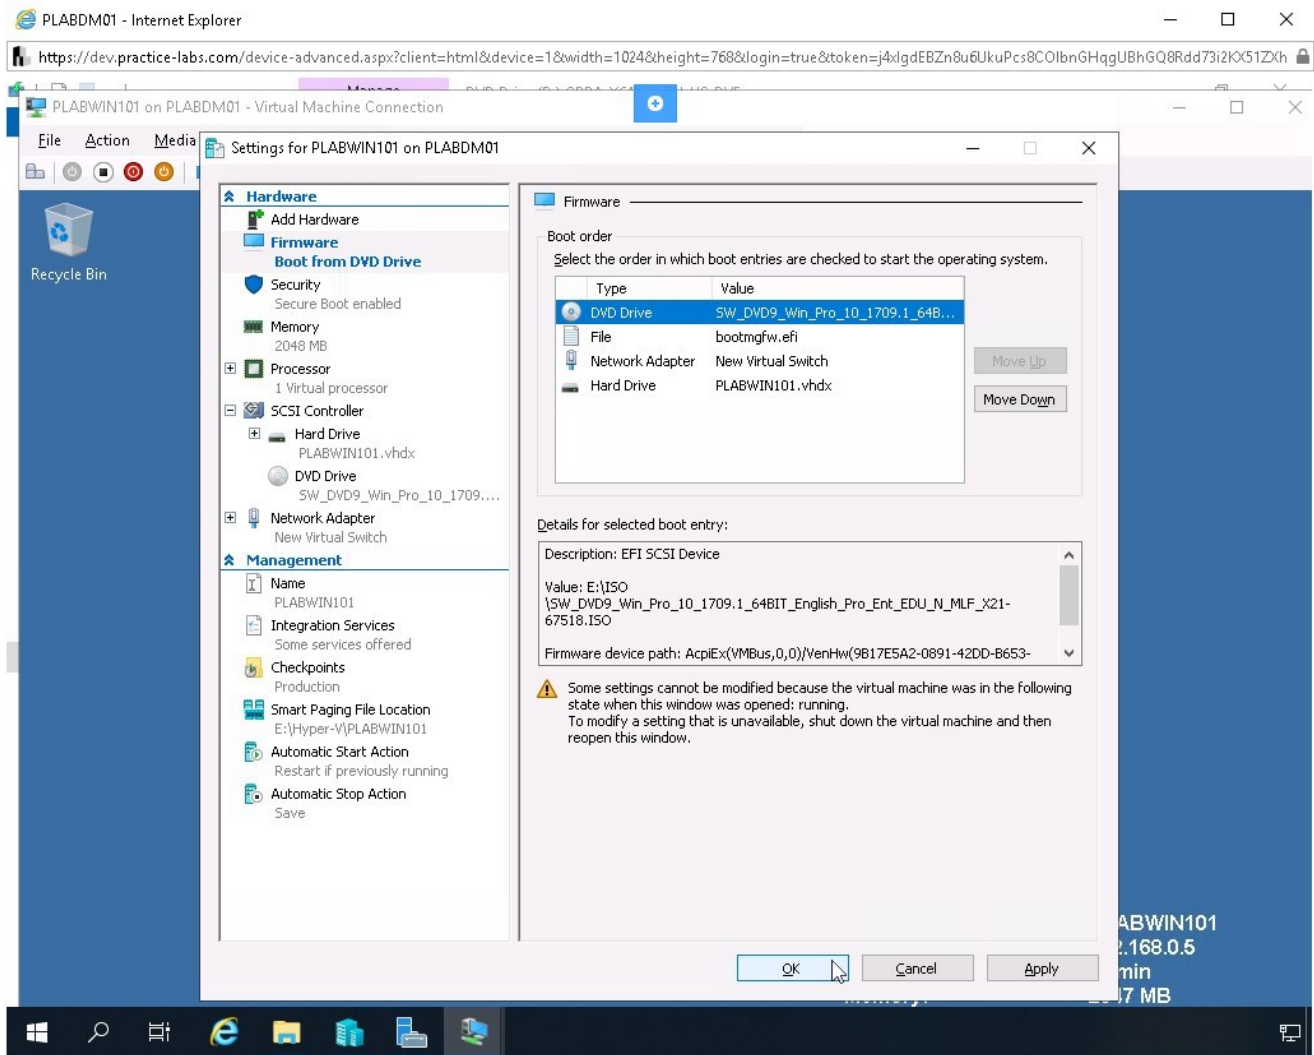 PLABDM01 - Internet Explorer
https://dev.practice-labs.com/device-advanced.aspx?client=html&device=1&width=1024&height=768&login=true&token=
PLABWIN101 on PLABDM01 - Virtual Machine Connection
File Action Media
Settings for PLABWIN101 on PLABDM01
Recycle Bin
Hardware
Add Hardware
Firmware
Boot from DVD Drive
Security
Secure Boot enabled
Memory
2048 MB
Processor
1 Virtual processor
SCSI Controller
Hard Drive
PLABWIN101.vhdx
DVD Drive
SW_DVD9_Win_Pro_10_1709....
Network Adapter
New Virtual Switch
Management
Name
PLABWIN101
Integration Services
Some services offered
Checkpoints
Production
Smart Paging File Location
E:\Hyper-V\PLABWIN101
Automatic Start Action
Restart if previously running
Automatic Stop Action
Save
Firmware
Boot order
Select the order in which boot entries are checked to start the operating system.
Type Value
DVD Drive SW_DVD9_Win_Pro_10_1709.1_64B...
File bootmgfw.efi
Network Adapter New Virtual Switch
Hard Drive PLABWIN101.vhdx
Move Up
Move Down
Details for selected boot entry:
Description: EFI SCSI Device
Value: E:\ISO
\SW_DVD9_Win_Pro_10_1709.1_64BIT_English_Pro_Ent_EDU_N_MLF_X21-
67518.ISO
Firmware device path: AcpiEx(VMBus,0,0)/VenHw(9B17E5A2-0891-42DD-B653-
Some settings cannot be modified because the virtual machine was in the following
state when this window was opened: running.
To modify a setting that is unavailable, shut down the virtual machine and then
reopen this window.
OK Cancel Apply
ABWIN101
2.168.0.5
min
47 MB